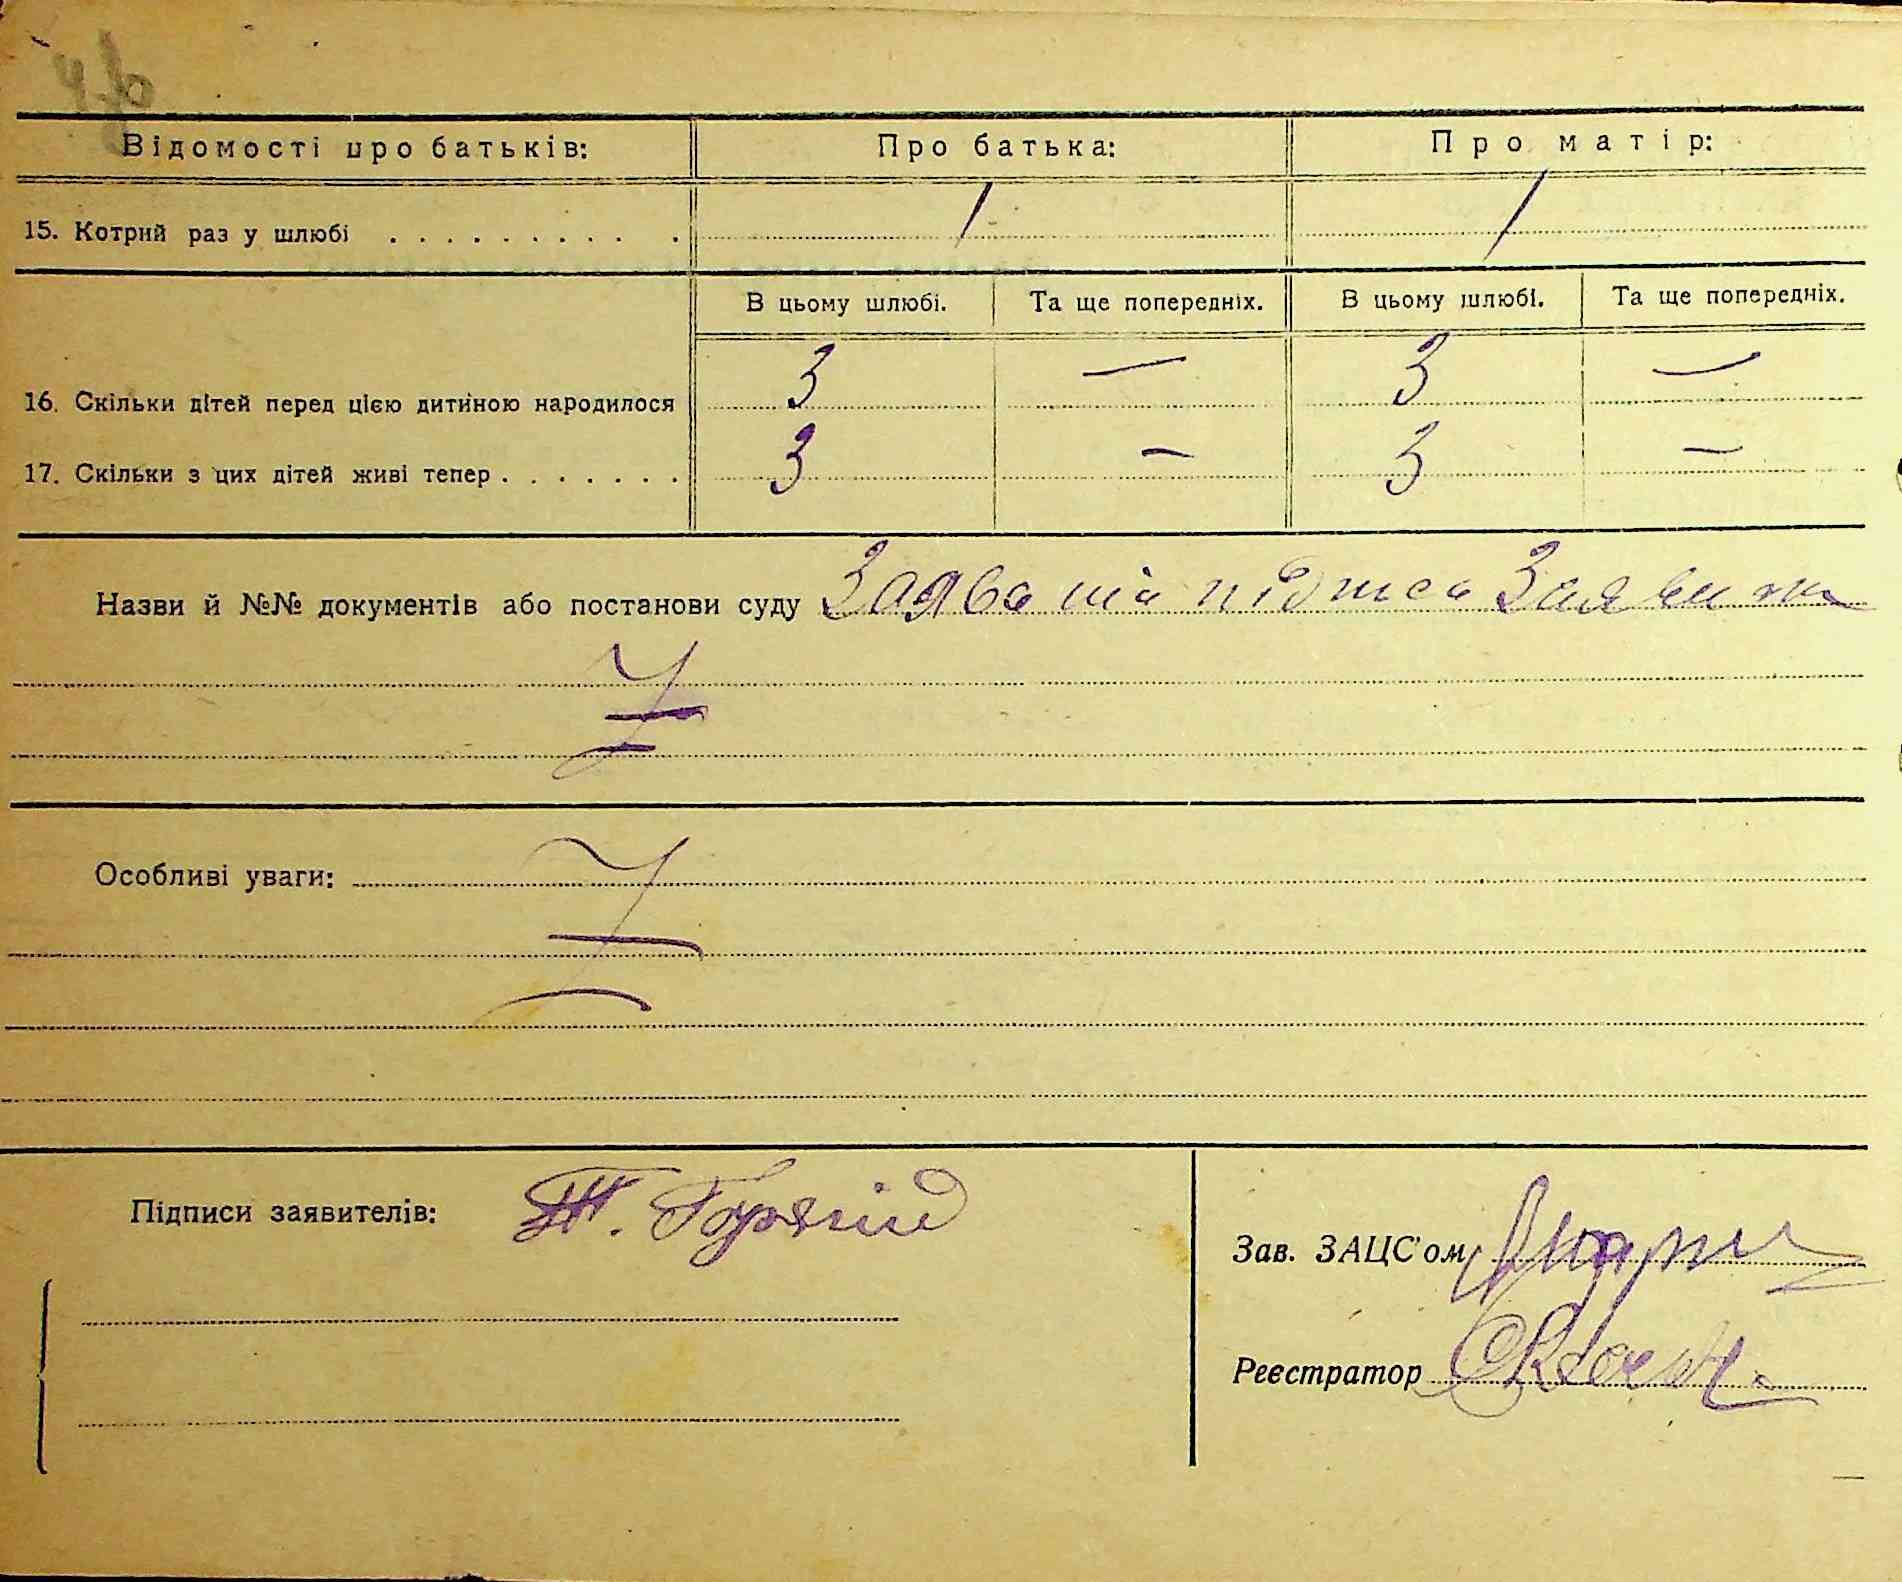 Відомості про батьків: Про батька: Про матір:
15. Котрий раз у шлюбі . . . . . . . . . . 1 1
В цьому шлюбі. Та ще попередніх. В цьому шлюбі. Та ще попередніх.
16. Скільки дітей перед цією дитиною народилося 3 — 3 —
17. Скільки з цих дітей живі тепер . . . . . . . 3 — 3 —
Назви й №№ документів або постанови суду Заява підпис
Особливі уваги:
Підписи заявителів: Т.
Зав. ЗАЦС'ом
Реєстратор